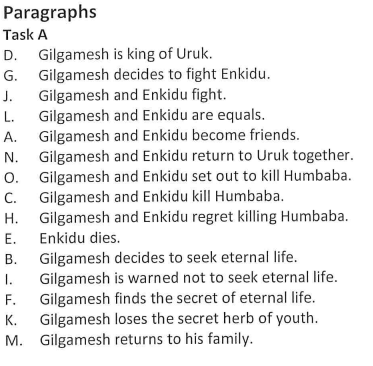 Paragraphs
Task A
D. Gilgamesh is king of Uruk.
G. Gilgamesh decides to fight Enkidu.
J. Gilgamesh and Enkidu fight.
L. Gilgamesh and Enkidu are equals.
A. Gilgamesh and Enkidu become friends.
N. Gilgamesh and Enkidu return to Uruk together.
O. Gilgamesh and Enkidu set out to kill Humbaba.
C. Gilgamesh and Enkidu kill Humbaba.
H. Gilgamesh and Enkidu regret killing Humbaba.
E. Enkidu dies.
B. Gilgamesh decides to seek eternal life.
I. Gilgamesh is warned not to seek eternal life.
F. Gilgamesh finds the secret of eternal life.
K. Gilgamesh loses the secret herb of youth.
M. Gilgamesh returns to his family.